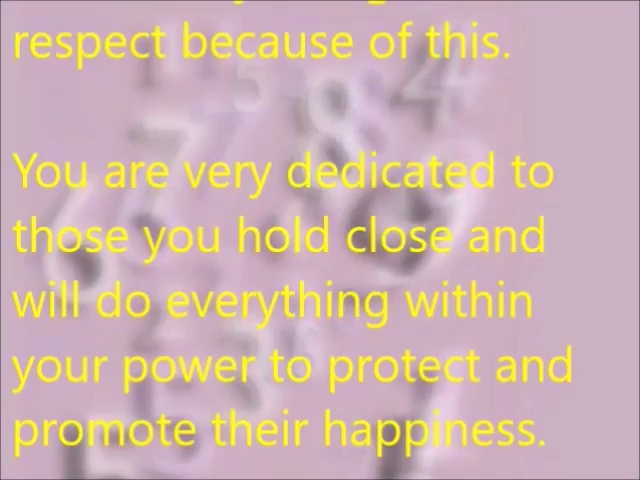 respect because of this.
You are very dedicated to
those you hold close and
will do everything within
your power to protect and
promote their happiness.